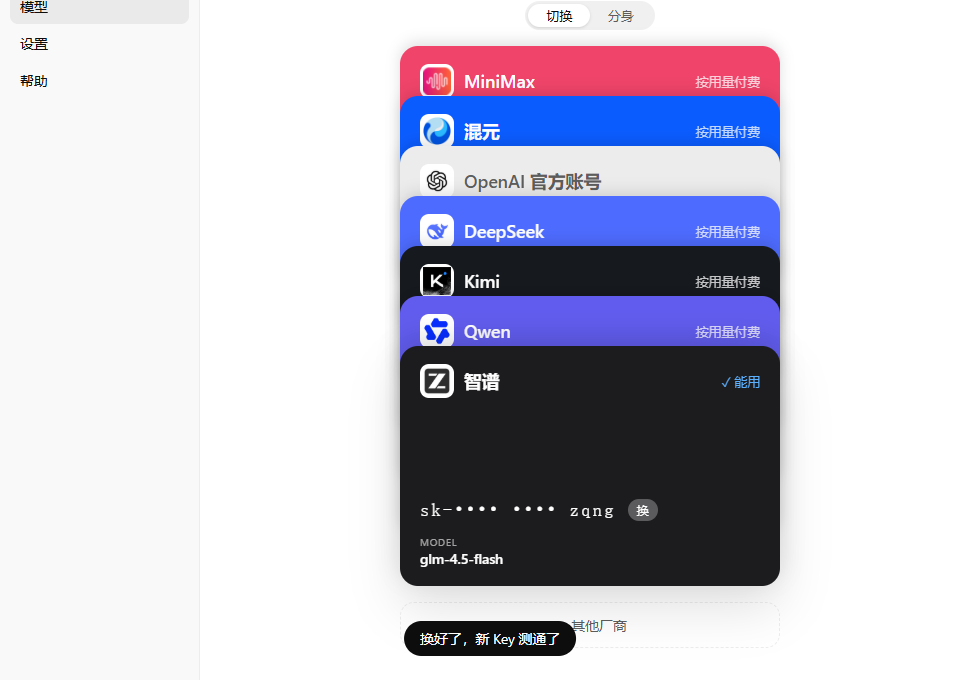 模型
设置
帮助
切换 分身
MiniMax 按用量付费
混元 按用量付费
OpenAI 官方账号
DeepSeek 按用量付费
Kimi 按用量付费
Qwen 按用量付费
智谱 ✓ 能用
sk-•••• •••• zqng 换
MODEL
glm-4.5-flash
其他厂商
换好了，新 Key 测通了